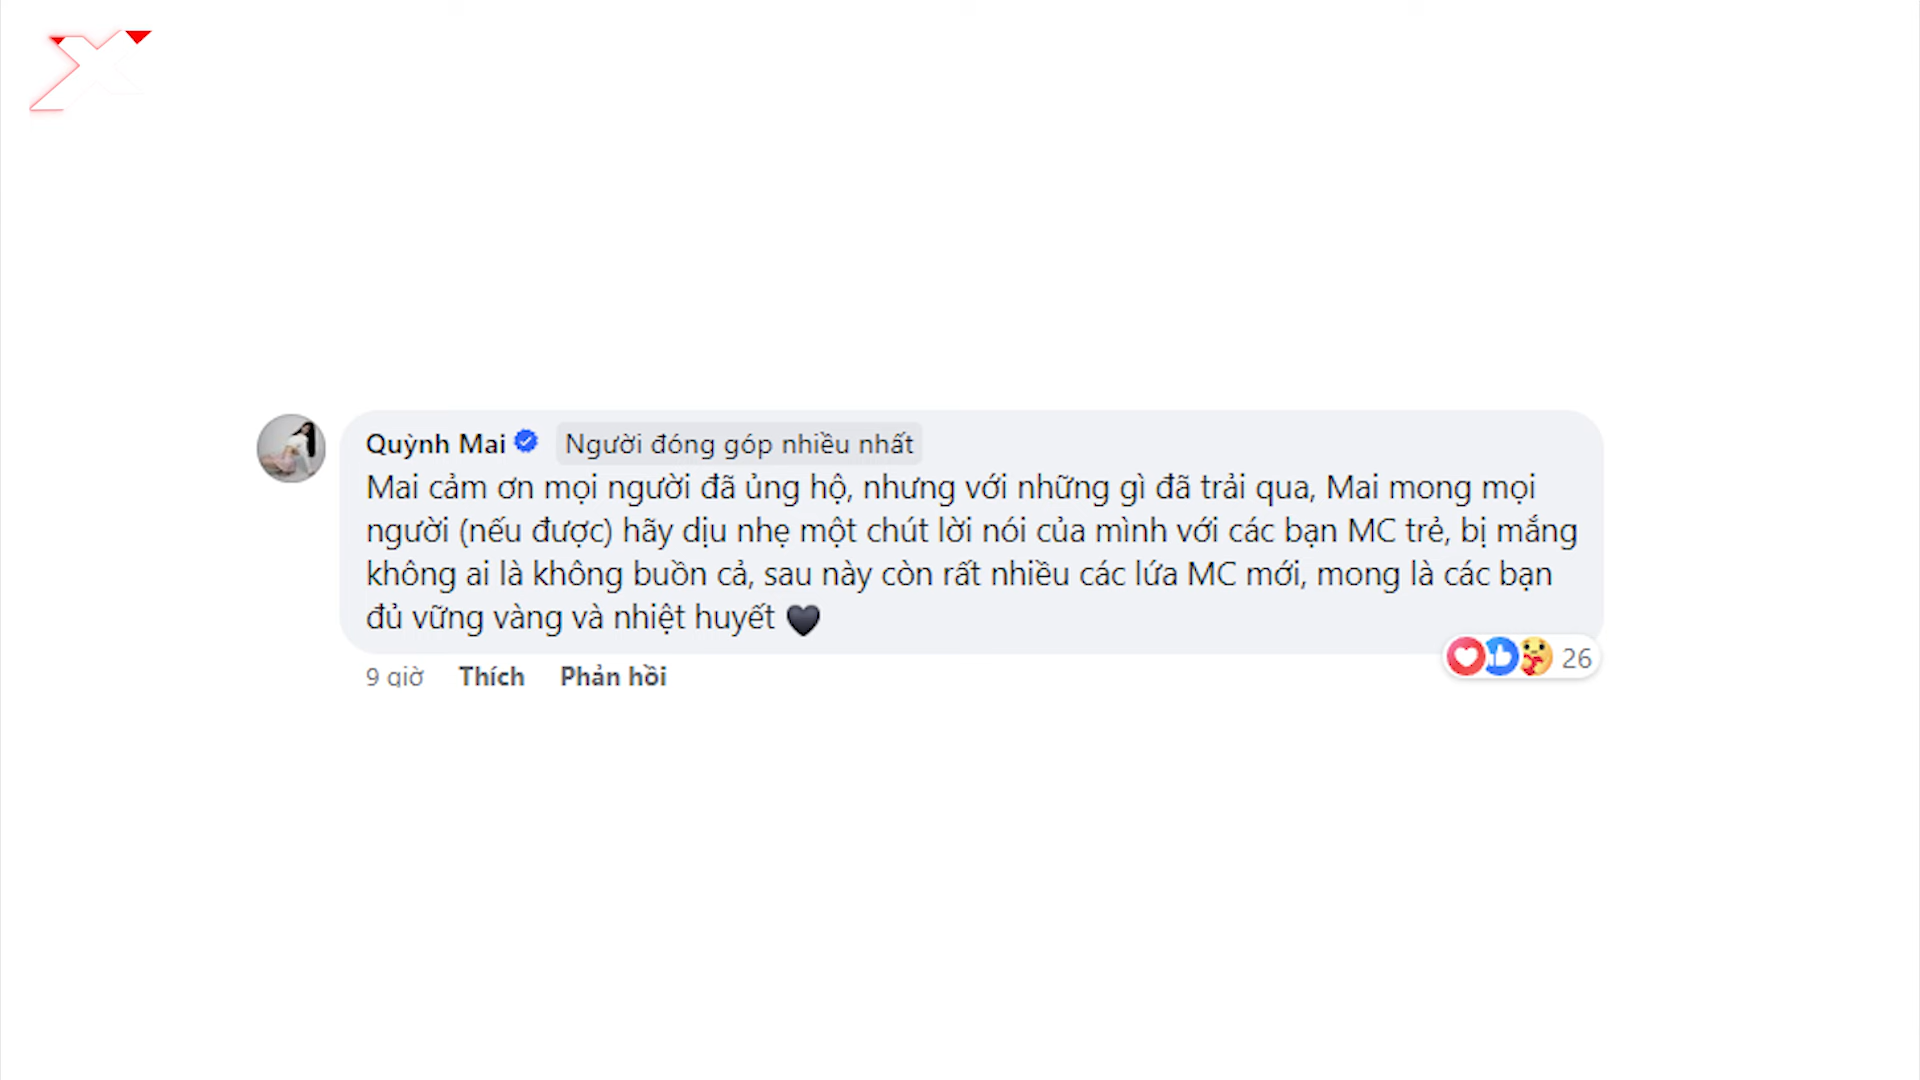 Quỳnh Mai Người đóng góp nhiều nhất
Mai cảm ơn mọi người đã ủng hộ, nhưng với những gì đã trải qua, Mai mong mọi
người (nếu được) hãy dịu nhẹ một chút lời nói của mình với các bạn MC trẻ, bị mắng
không ai là không buồn cả, sau này còn rất nhiều các lứa MC mới, mong là các bạn
đủ vững vàng và nhiệt huyết 🖤
9 giờ Thích Phản hồi 26